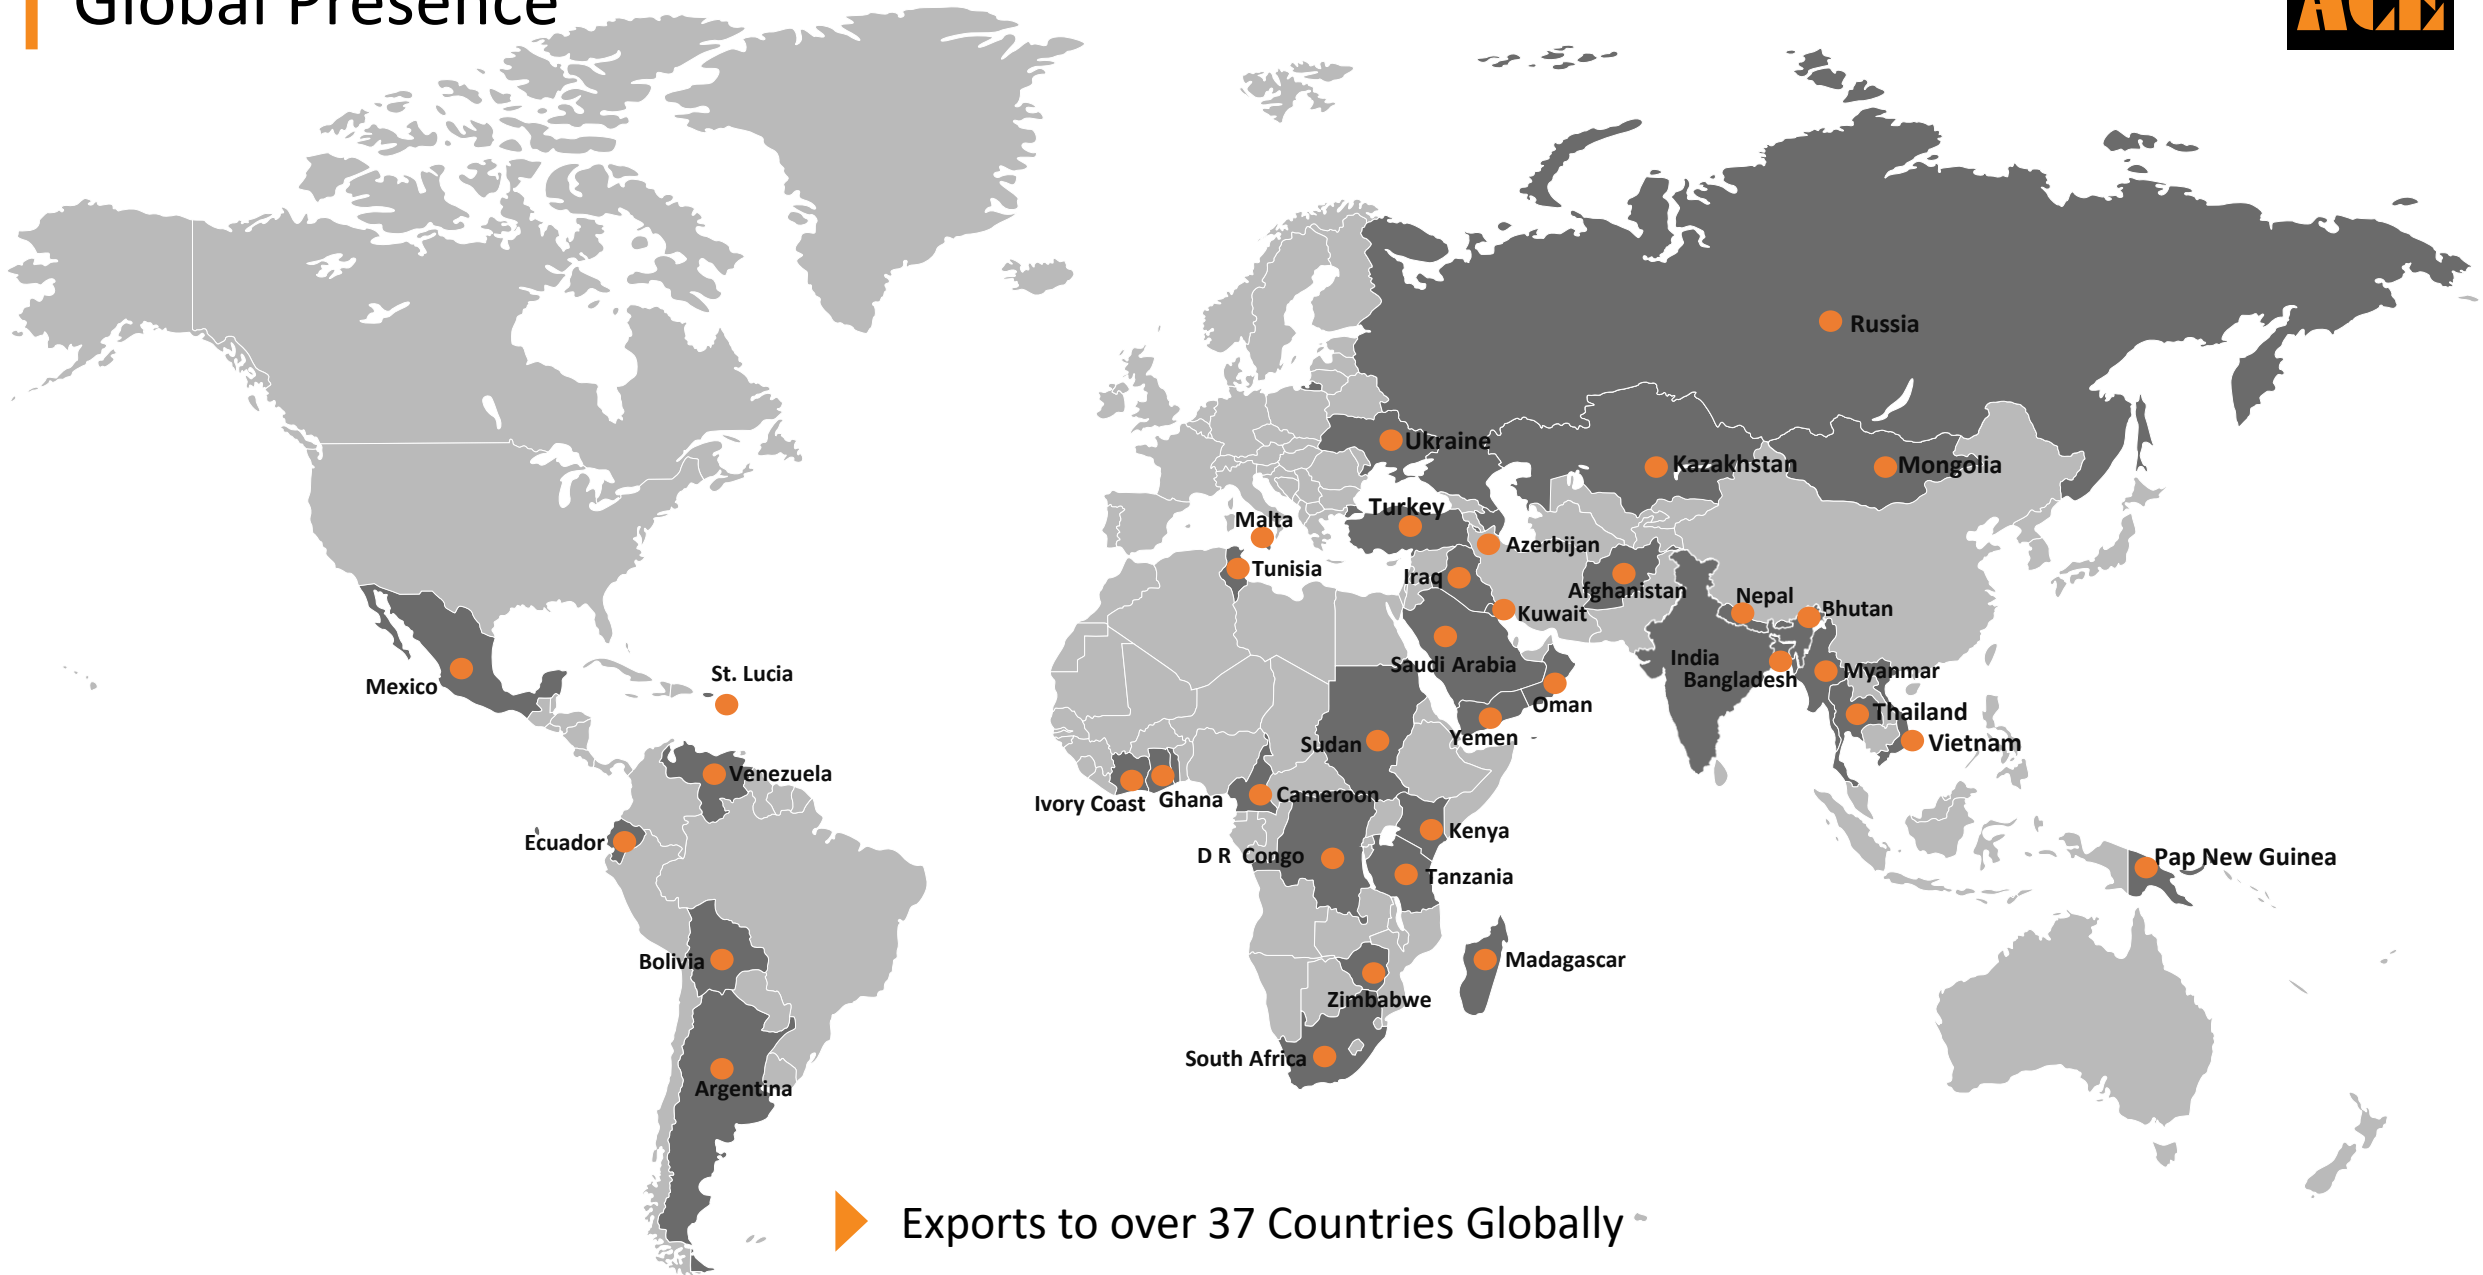 Global Presence
ACE
Russia
Ukraine
Kazakhstan
Mongolia
Turkey
Malta
Azerbijan
Tunisia
Iraq
Afghanistan
Nepal
Bhutan
Kuwait
India
Saudi Arabia
Bangladesh
Myanmar
St. Lucia
Mexico
Oman
Thailand
Yemen
Sudan
Vietnam
Venezuela
Ivory Coast
Ghana
Cameroon
Kenya
Ecuador
D R Congo
Pap New Guinea
Tanzania
Bolivia
Madagascar
Zimbabwe
South Africa
Argentina
Exports to over 37 Countries Globally